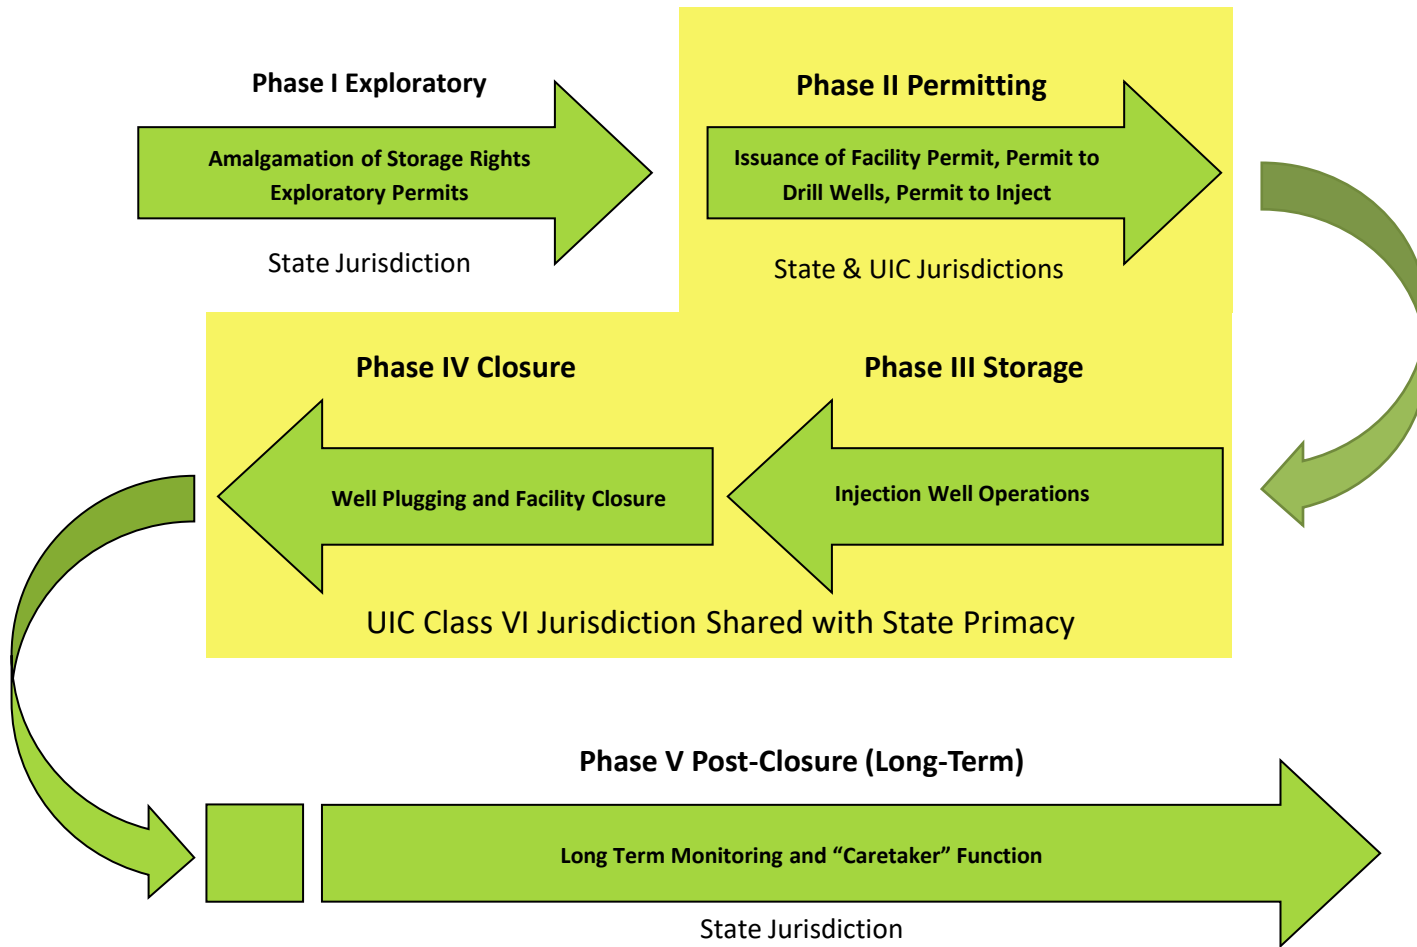 Phase I Exploratory
Amalgamation of Storage Rights
Exploratory Permits
State Jurisdiction
Phase II Permitting
Issuance of Facility Permit, Permit to
Drill Wells, Permit to Inject
State & UIC Jurisdictions
Phase III Storage
Injection Well Operations
Phase IV Closure
Well Plugging and Facility Closure
UIC Class VI Jurisdiction Shared with State Primacy
Phase V Post-Closure (Long-Term)
Long Term Monitoring and “Caretaker” Function
State Jurisdiction